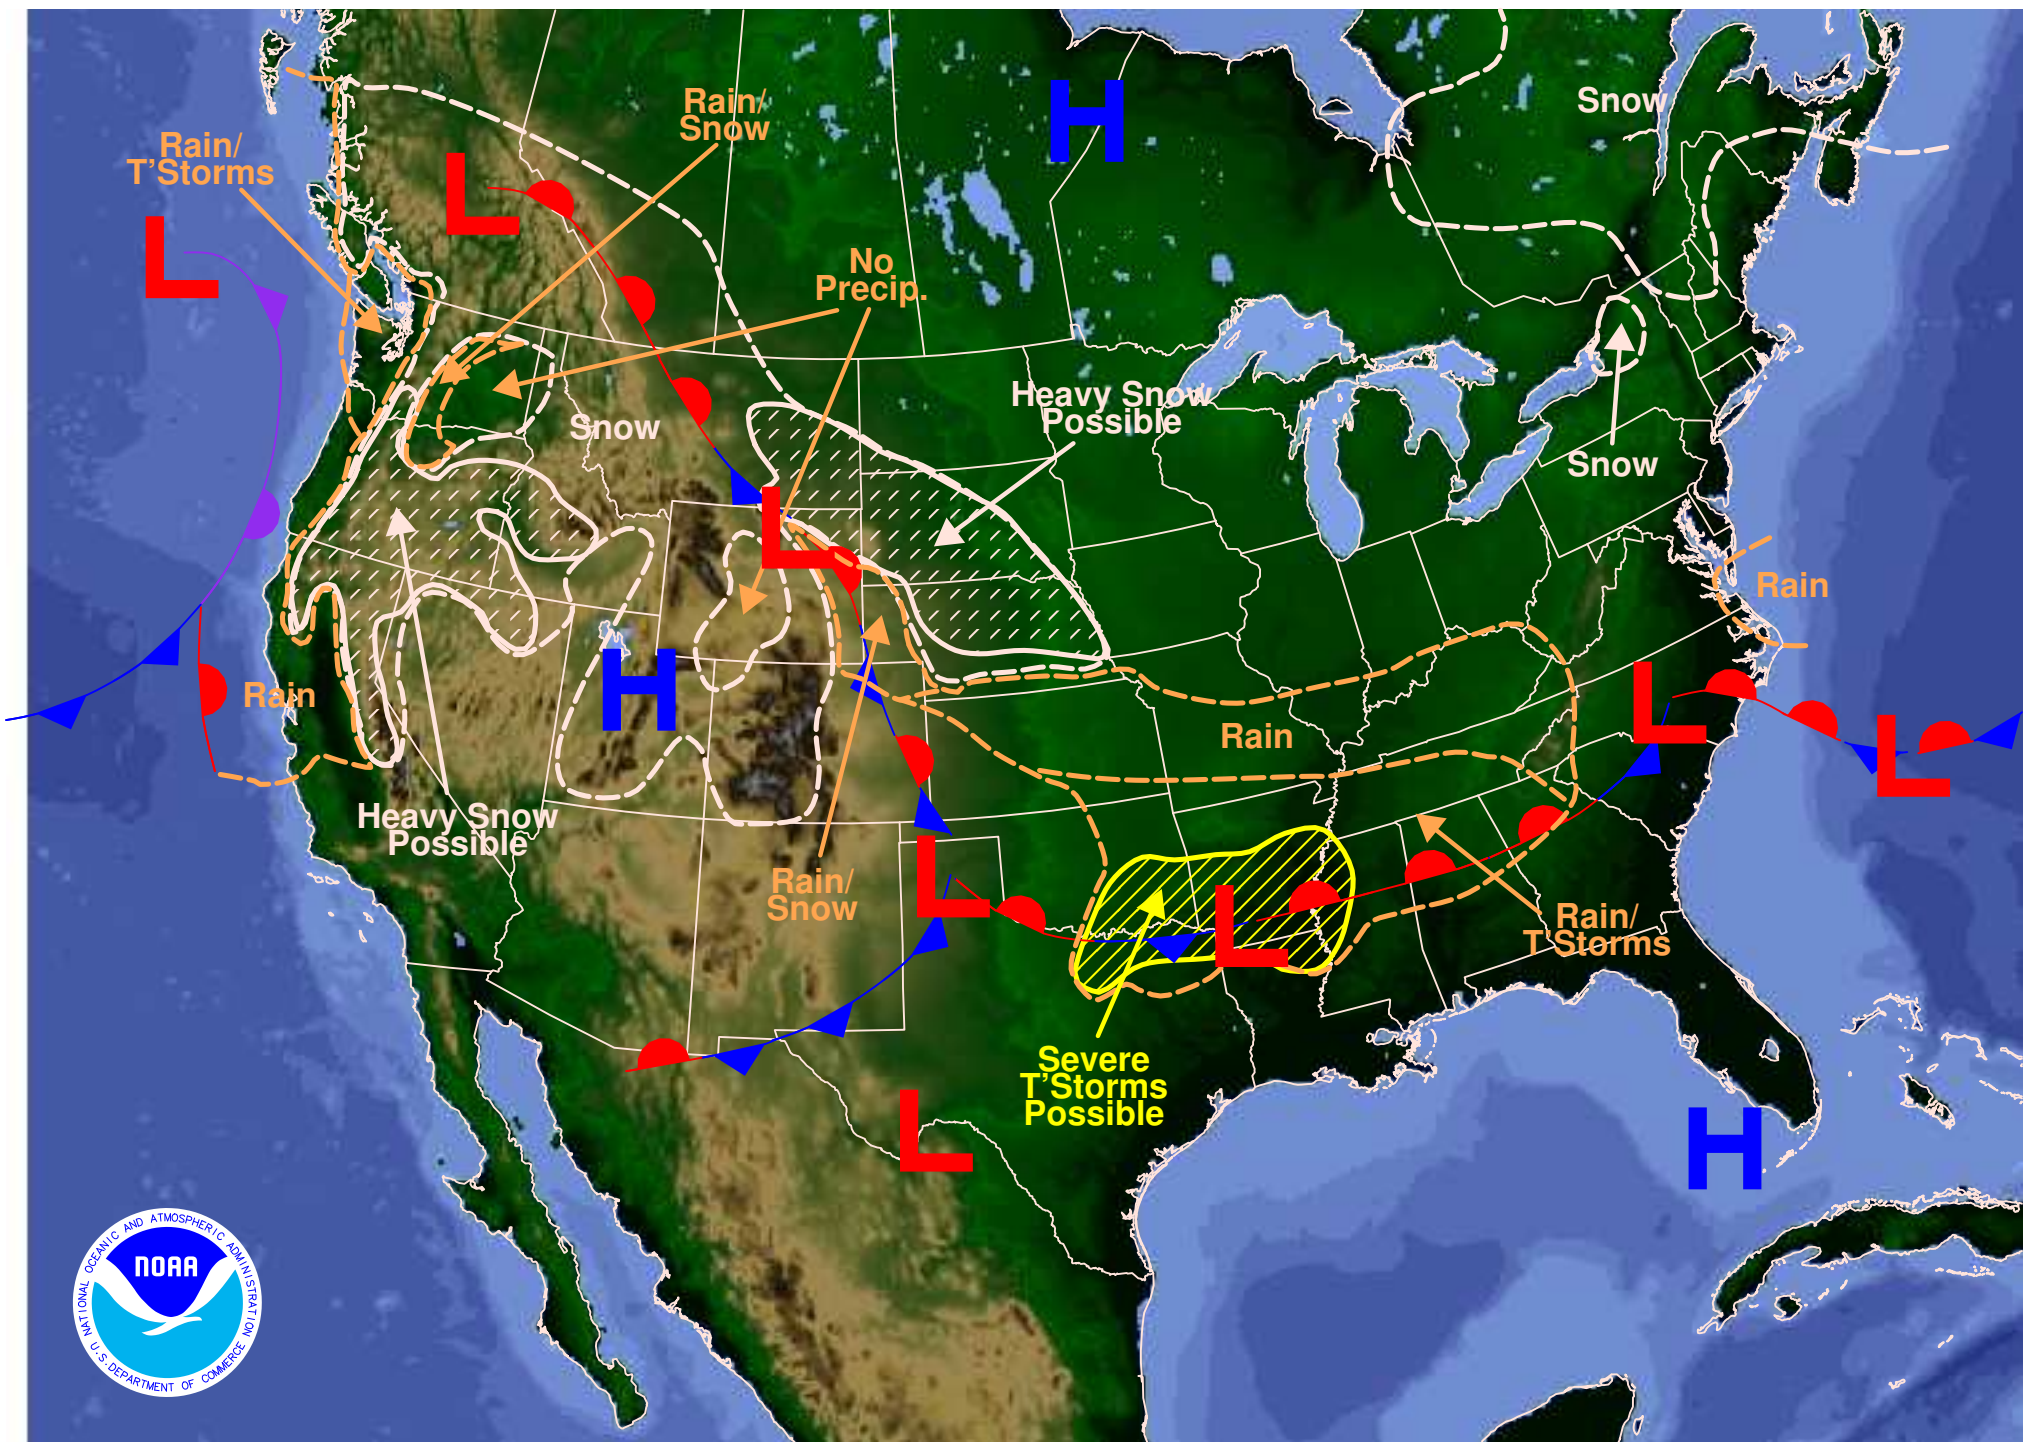 Snow
Rain/
Snow
Rain/
T'Storms
H
L
L
No
Precip.
Heavy Snow
Possible
Snow
Snow
L
Rain
H
Rain
L
Rain
L
Heavy Snow
Possible
Rain/
Snow
L
L
Rain/
T'Storms
Severe
T'Storms
Possible
L
H
NATIONAL OCEANIC AND ATMOSPHERIC ADMINISTRATION
NOAA
U.S. DEPARTMENT OF COMMERCE